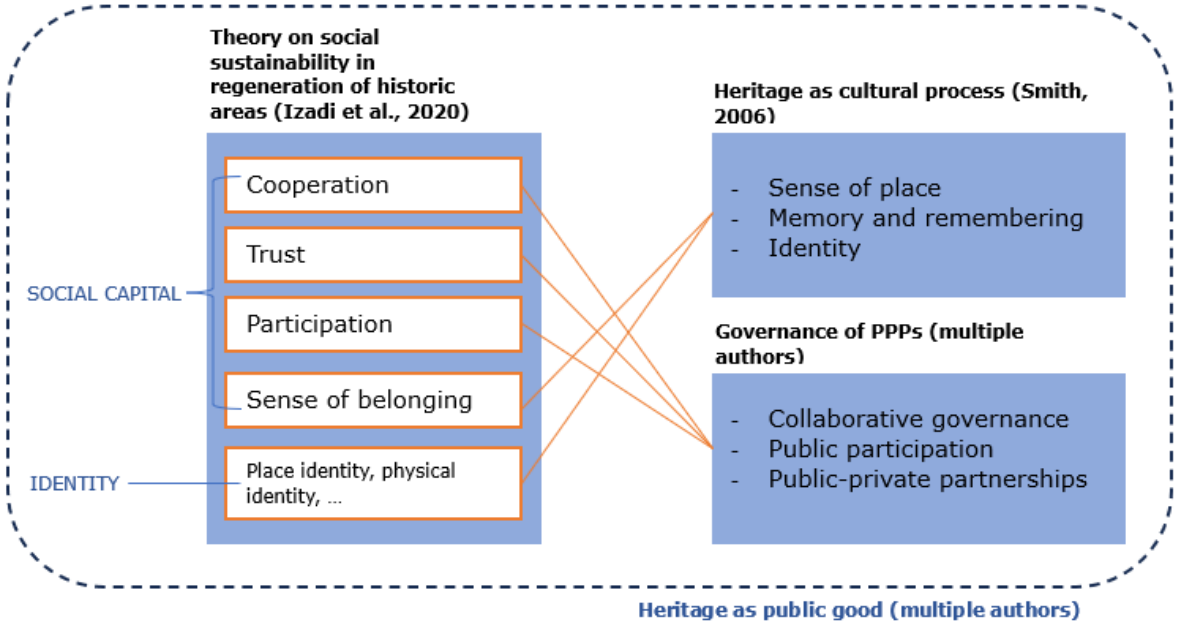 Theory on social
sustainability in
regeneration of historic
areas (Izadi et al., 2020)
Cooperation
Trust
Participation
Sense of belonging
Place identity, physical
identity, ...
SOCIAL CAPITAL
IDENTITY
Heritage as cultural process (Smith,
2006)
- Sense of place
- Memory and remembering
- Identity
Governance of PPPs (multiple
authors)
- Collaborative governance
- Public participation
- Public-private partnerships
Heritage as public good (multiple authors)